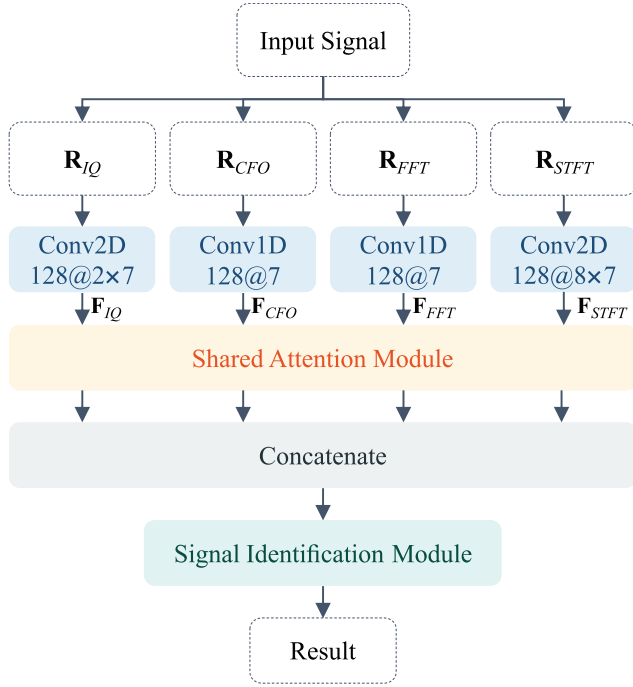 Input Signal
R_IQ R_CFO R_FFT R_STFT
Conv2D Conv1D Conv1D Conv2D
128@2×7 128@7 128@7 128@8×7
F_IQ F_CFO F_FFT F_STFT
Shared Attention Module
Concatenate
Signal Identification Module
Result